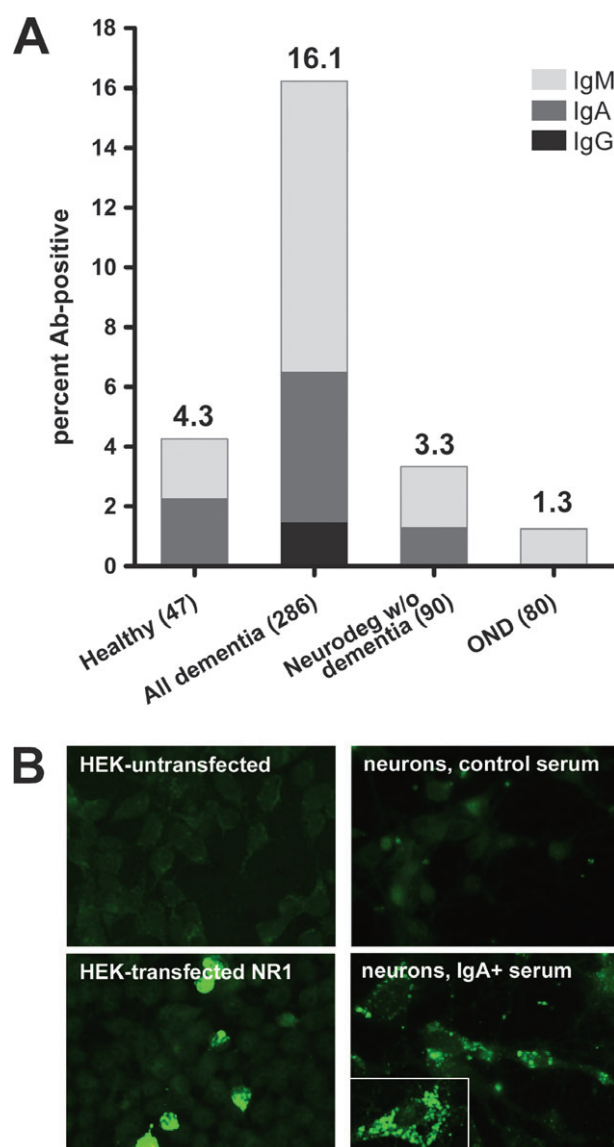 A
18
16
14
12
10
8
6
4
2
0
percent Ab-positive
4.3
16.1
3.3
1.3
IgM
IgA
IgG
Healthy (47)
All dementia (286)
Neurodeg w/o
dementia (90)
OND (80)
B
HEK-untransfected
neurons, control serum
HEK-transfected NR1
neurons, IgA+ serum